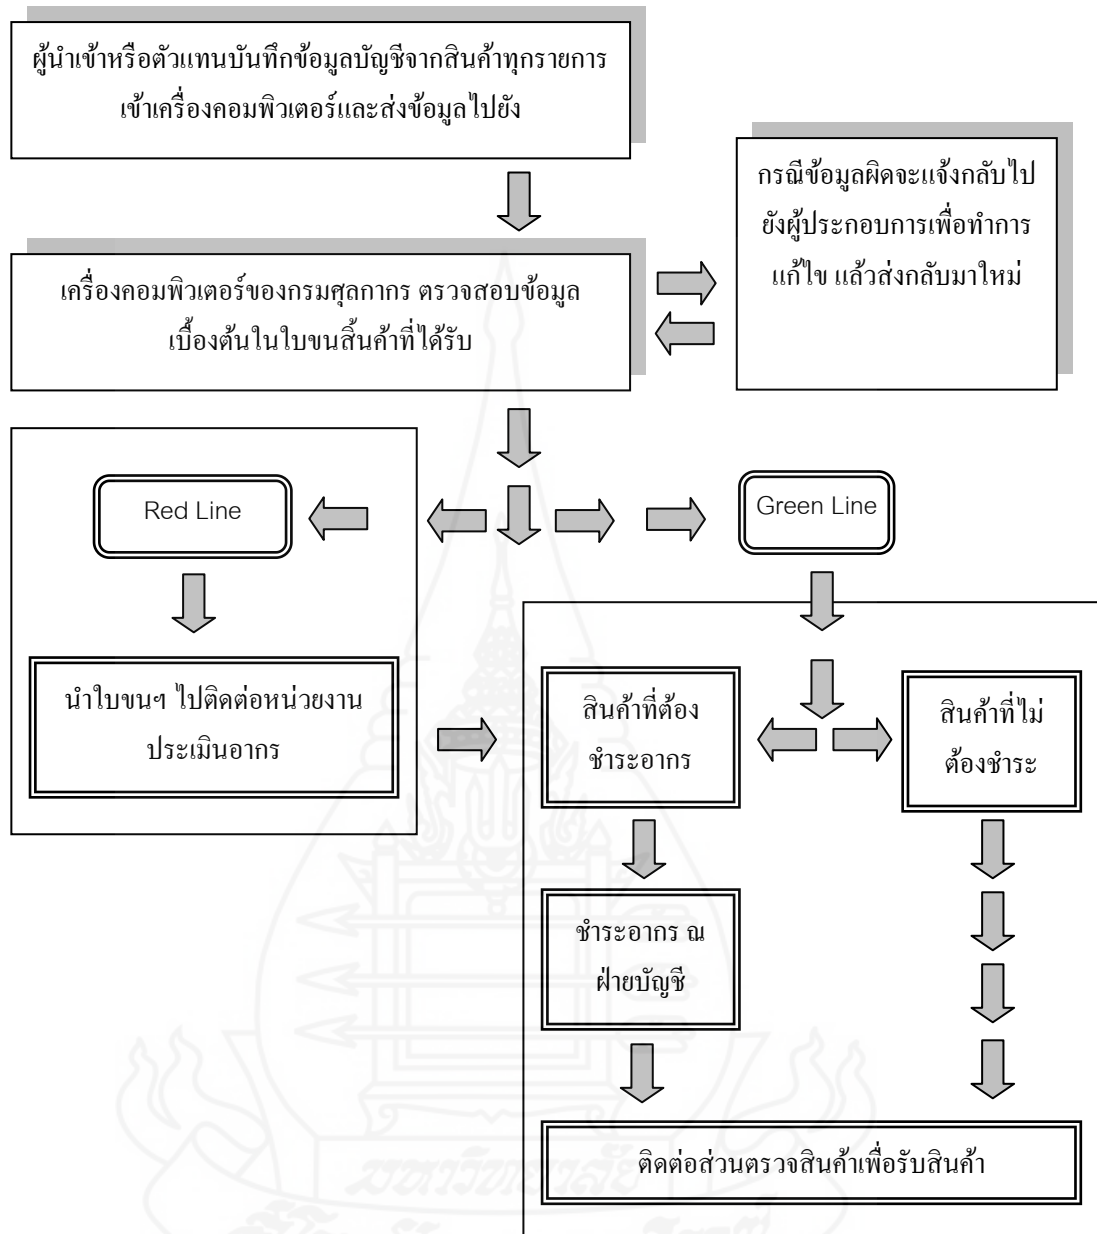 ผู้นำเข้าหรือตัวแทนบันทึกข้อมูลบัญชีจากสินค้าทุกรายการ
เข้าเครื่องคอมพิวเตอร์และส่งข้อมูลไปยัง
กรณีข้อมูลผิดจะแจ้งกลับไป
ยังผู้ประกอบการเพื่อทำการ
แก้ไข แล้วส่งกลับมาใหม่
เครื่องคอมพิวเตอร์ของกรมศุลกากร ตรวจสอบข้อมูล
เบื้องต้นในใบขนสิ้นค้าที่ได้รับ
Red Line
Green Line
นำใบขนฯ ไปติดต่อหน่วยงาน
ประเมินอากร
สินค้าที่ต้อง
ชำระอากร
สินค้าที่ไม่
ต้องชำระ
ชำระอากร ณ
ฝ่ายบัญชี
ติดต่อส่วนตรวจสินค้าเพื่อรับสินค้า